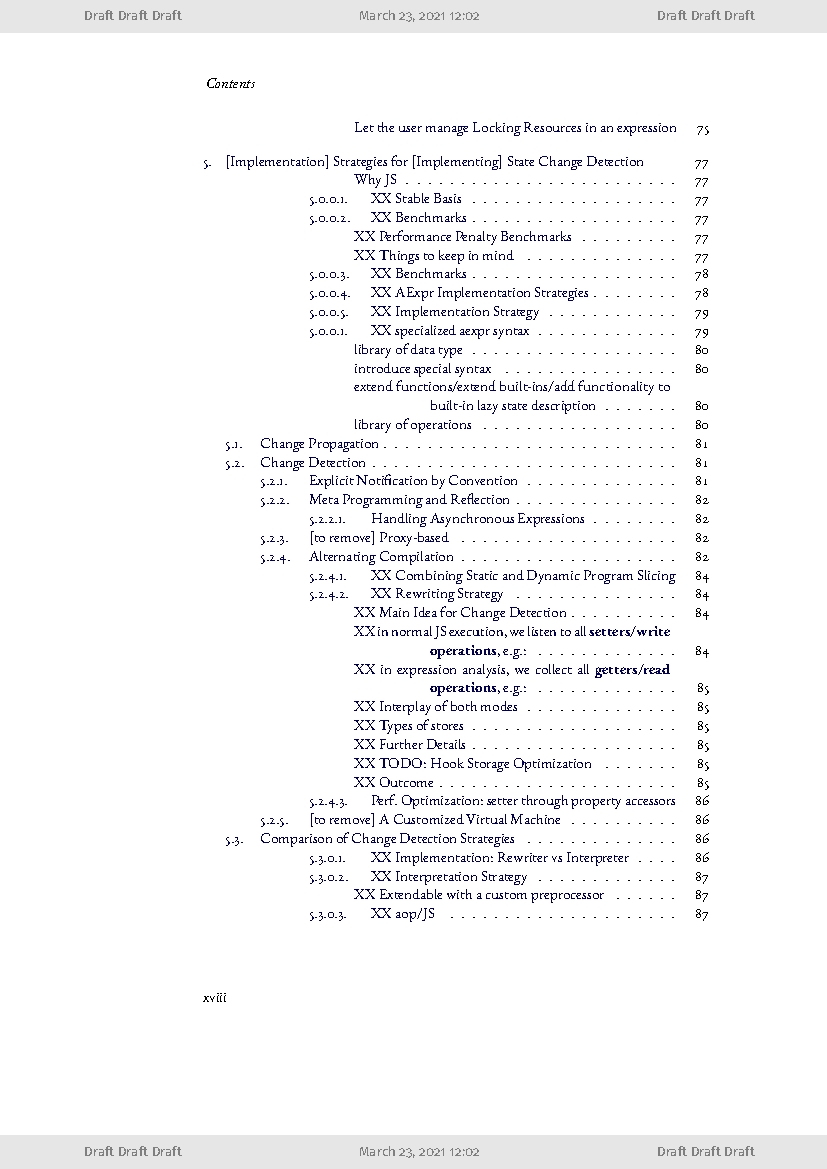 Draft Draft Draft March 23, 2021 12:02 Draft Draft Draft
Contents
Let the user manage Locking Resources in an expression 75
5. [Implementation] Strategies for [Implementing] State Change Detection 77
Why JS . . . . . . . . . . . . . . . . . . . . . . . . . 77
5.0.0.1. XX Stable Basis . . . . . . . . . . . . . . . . . . . 77
5.0.0.2. XX Benchmarks . . . . . . . . . . . . . . . . . . . 77
XX Performance Penalty Benchmarks . . . . . . . . . 77
XX Things to keep in mind . . . . . . . . . . . . . . 77
5.0.0.3. XX Benchmarks . . . . . . . . . . . . . . . . . . . 78
5.0.0.4. XX AExpr Implementation Strategies . . . . . . . . 78
5.0.0.5. XX Implementation Strategy . . . . . . . . . . . . 79
5.0.0.1. XX specialized aexpr syntax . . . . . . . . . . . . . 79
library of data type . . . . . . . . . . . . . . . . . . . 80
introduce special syntax . . . . . . . . . . . . . . . . 80
extend functions/extend built-ins/add functionality to
built-in lazy state description . . . . . . . 80
library of operations . . . . . . . . . . . . . . . . . . 80
5.1. Change Propagation . . . . . . . . . . . . . . . . . . . . . . . . . . . 81
5.2. Change Detection . . . . . . . . . . . . . . . . . . . . . . . . . . . . 81
5.2.1. Explicit Notification by Convention . . . . . . . . . . . . . . 81
5.2.2. Meta Programming and Reflection . . . . . . . . . . . . . . . 82
5.2.2.1. Handling Asynchronous Expressions . . . . . . . . 82
5.2.3. [to remove] Proxy-based . . . . . . . . . . . . . . . . . . . . 82
5.2.4. Alternating Compilation . . . . . . . . . . . . . . . . . . . . 82
5.2.4.1. XX Combining Static and Dynamic Program Slicing 84
5.2.4.2. XX Rewriting Strategy . . . . . . . . . . . . . . . 84
XX Main Idea for Change Detection . . . . . . . . . . 84
XX in normal JS execution, we listen to all setters/write
operations, e.g.: . . . . . . . . . . . . . 84
XX in expression analysis, we collect all getters/read
operations, e.g.: . . . . . . . . . . . . . 85
XX Interplay of both modes . . . . . . . . . . . . . . 85
XX Types of stores . . . . . . . . . . . . . . . . . . . 85
XX Further Details . . . . . . . . . . . . . . . . . . . 85
XX TODO: Hook Storage Optimization . . . . . . . 85
XX Outcome . . . . . . . . . . . . . . . . . . . . . . 85
5.2.4.3. Perf. Optimization: setter through property accessors 86
5.2.5. [to remove] A Customized Virtual Machine . . . . . . . . . . 86
5.3. Comparison of Change Detection Strategies . . . . . . . . . . . . . . 86
5.3.0.1. XX Implementation: Rewriter vs Interpreter . . . . 86
5.3.0.2. XX Interpretation Strategy . . . . . . . . . . . . . 87
XX Extendable with a custom preprocessor . . . . . . 87
5.3.0.3. XX aop/JS . . . . . . . . . . . . . . . . . . . . . 87
xviii
Draft Draft Draft March 23, 2021 12:02 Draft Draft Draft